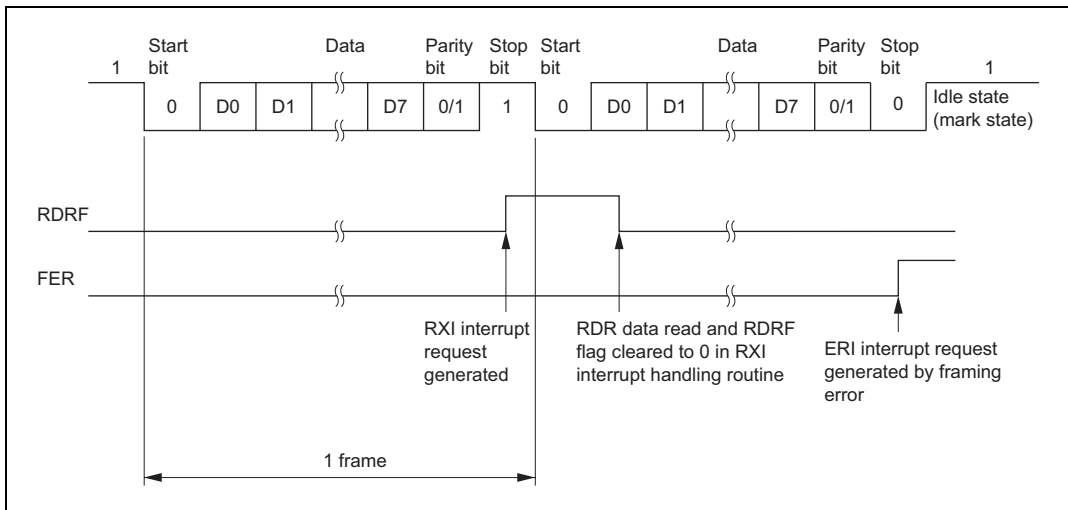 Start bit
Data
Parity bit
Stop bit
Start bit
Data
Parity bit
Stop bit
1
0
D0
D1
D7
0/1
1
0
D0
D1
D7
0/1
0
1
Idle state
(mark state)
RDRF
FER
RXI interrupt
request
generated
RDR data read and RDRF
flag cleared to 0 in RXI
interrupt handling routine
ERI interrupt request
generated by framing
error
1 frame